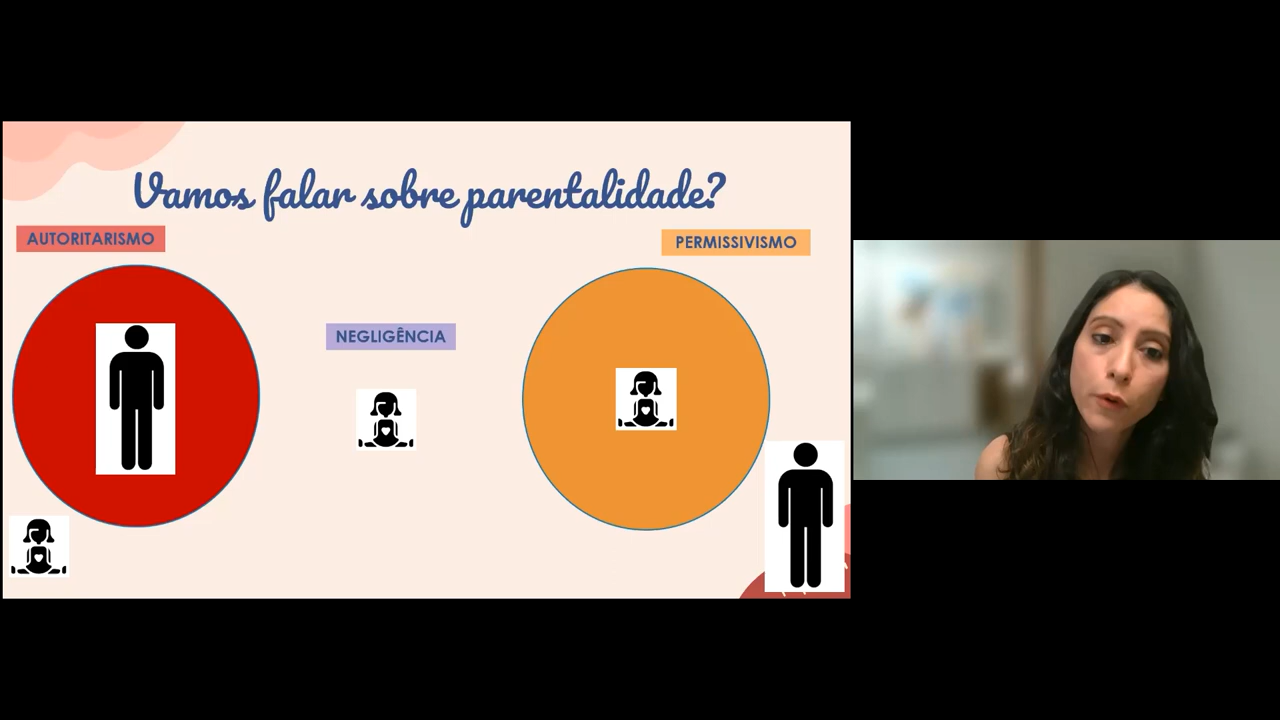 Vamos falar sobre parentalidade?
AUTORITARISMO
PERMISSIVISMO
NEGLIGÊNCIA